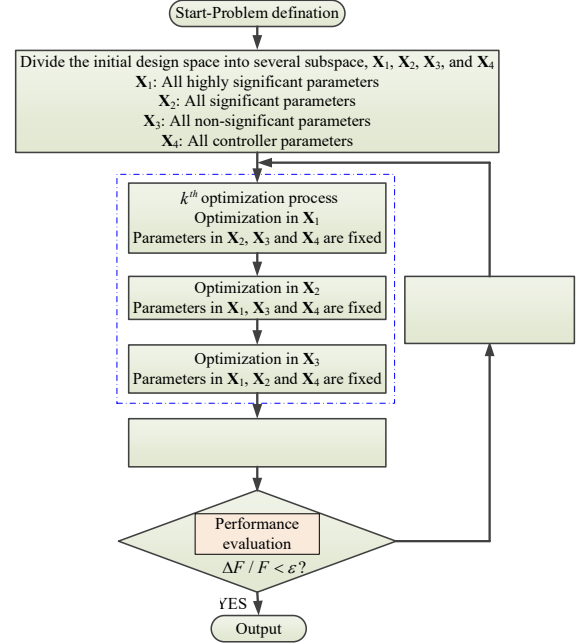 Start-Problem defination
Divide the initial design space into several subspace, X₁, X₂, X₃, and X₄
X₁: All highly significant parameters
X₂: All significant parameters
X₃: All non-significant parameters
X₄: All controller parameters
kᵗʰ optimization process
Optimization in X₁
Parameters in X₂, X₃ and X₄ are fixed
Optimization in X₂
Parameters in X₁, X₃ and X₄ are fixed
Optimization in X₃
Parameters in X₁, X₂ and X₄ are fixed
Performance
evaluation
ΔF / F < ε ?
YES
Output